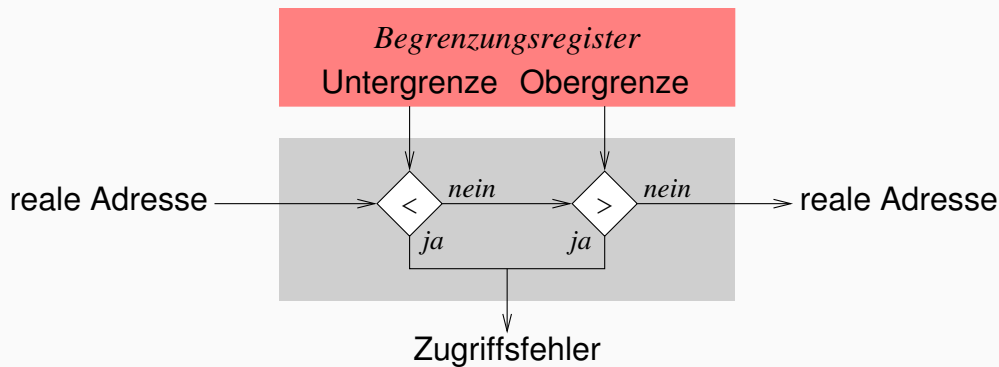 Begrenzungsregister
Untergrenze Obergrenze
reale Adresse < nein > nein reale Adresse
ja ja
Zugriffsfehler